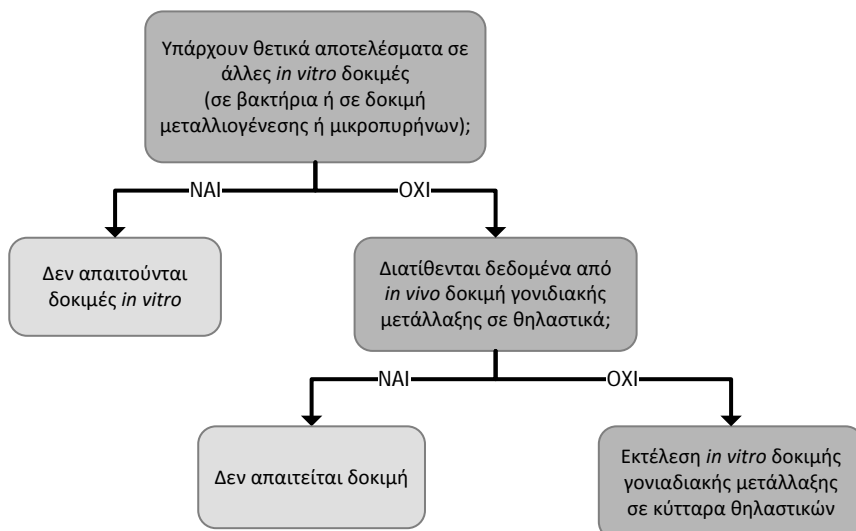 Υπάρχουν θετικά αποτελέσματα σε
άλλες in vitro δοκιμές
(σε βακτήρια ή σε δοκιμή
μεταλλιογένεσης ή μικροπυρήνων);
ΝΑΙ
ΟΧΙ
Δεν απαιτούνται
δοκιμές in vitro
Διατίθενται δεδομένα από
in vivo δοκιμή γονιδιακής
μετάλλαξης σε θηλαστικά;
ΝΑΙ
ΟΧΙ
Δεν απαιτείται δοκιμή
Εκτέλεση in vitro δοκιμής
γονιαδιακής μετάλλαξης
σε κύτταρα θηλαστικών